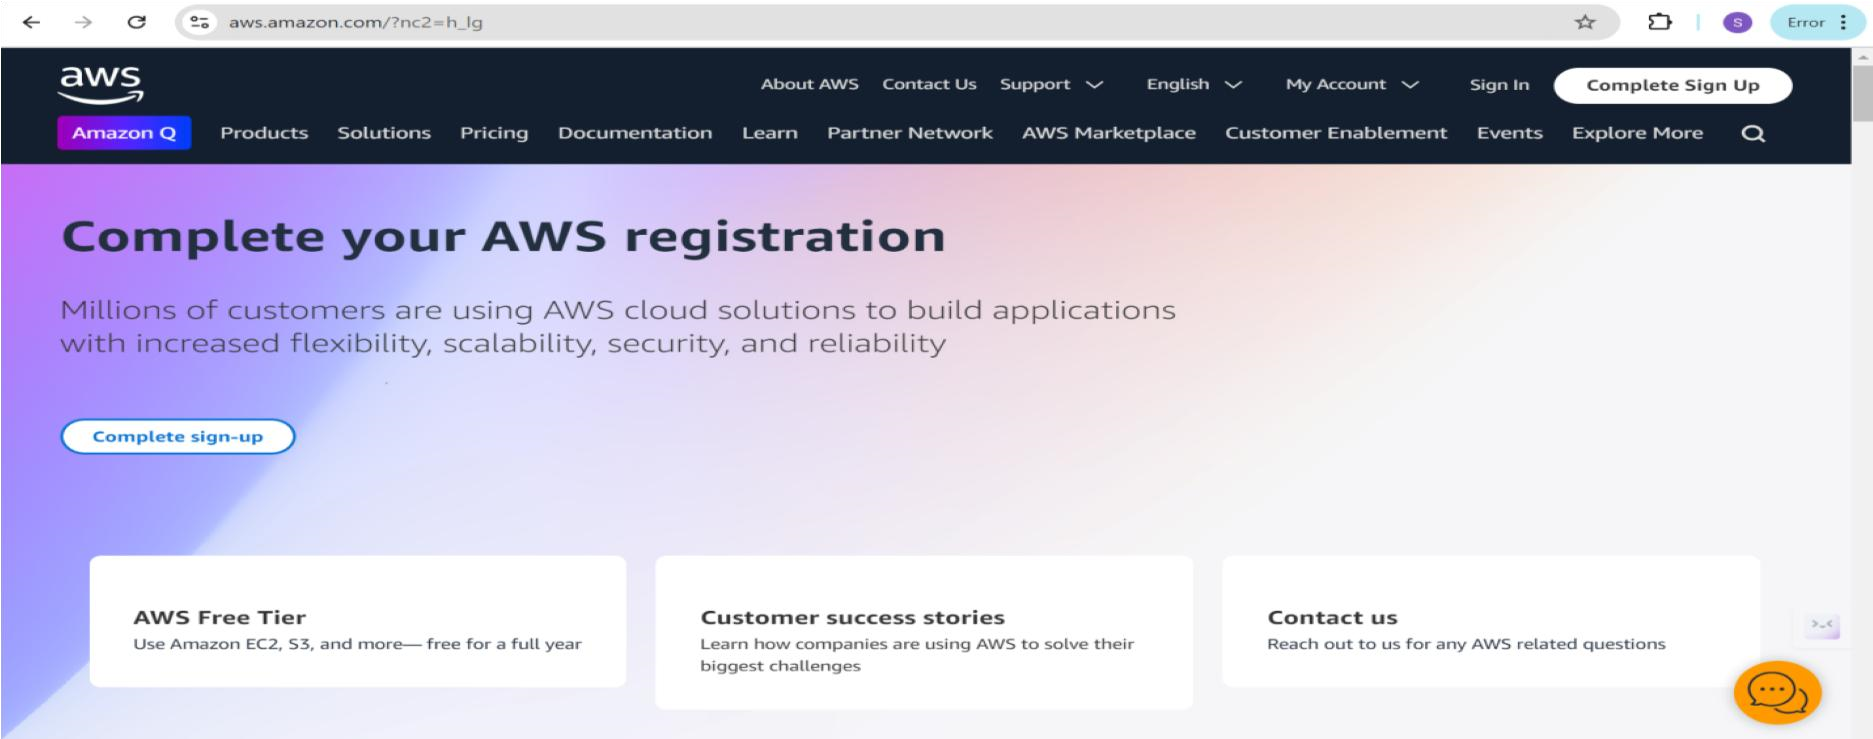 aws.amazon.com/?nc2=h_lg
S
Error
aws
About AWS Contact Us Support English My Account Sign In Complete Sign Up
Amazon Q Products Solutions Pricing Documentation Learn Partner Network AWS Marketplace Customer Enablement Events Explore More
Complete your AWS registration
Millions of customers are using AWS cloud solutions to build applications
with increased flexibility, scalability, security, and reliability
Complete sign-up
AWS Free Tier
Use Amazon EC2, S3, and more— free for a full year
Customer success stories
Learn how companies are using AWS to solve their
biggest challenges
Contact us
Reach out to us for any AWS related questions